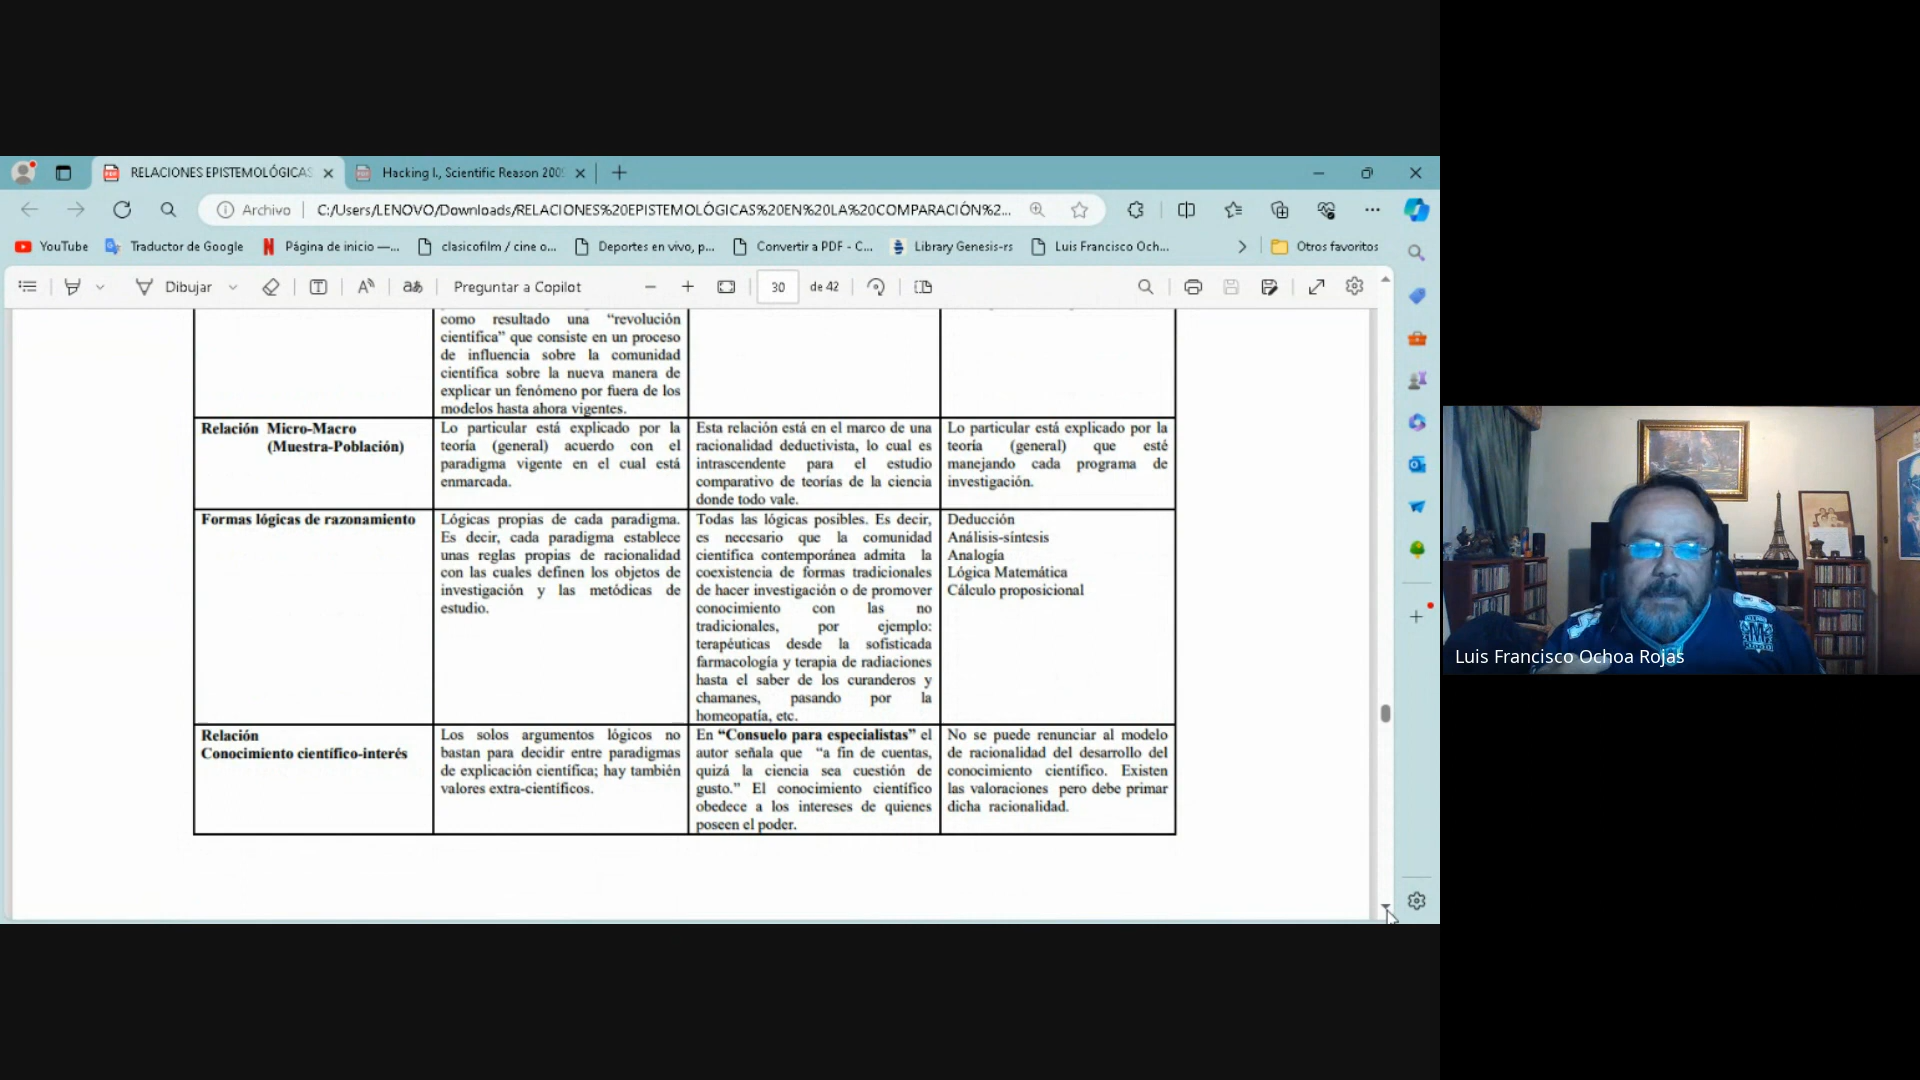 RELACIONES EPISTEMOLÓGICAS
Hacking I., Scientific Reason 200
Archivo
C:/Users/LENOVO/Downloads/RELACIONES%20EPISTEMOLÓGICAS%20EN%20LA%20COMPARACIÓN%2...
YouTube
Traductor de Google
Página de inicio —...
clasicofilm / cine o...
Deportes en vivo, p...
Convertir a PDF - C...
Library Genesis-rs
Luis Francisco Och...
Otros favoritos
Dibujar
Preguntar a Copilot
30
de 42
como resultado una “revolución
científica” que consiste en un proceso
de influencia sobre la comunidad
científica sobre la nueva manera de
explicar un fenómeno por fuera de los
modelos hasta ahora vigentes.
Relación Micro-Macro
(Muestra-Población)
Lo particular está explicado por la
teoría (general) acuerdo con el
paradigma vigente en el cual está
enmarcada.
Esta relación está en el marco de una
racionalidad deductivista, lo cual es
intrascendente para el estudio
comparativo de teorías de la ciencia
donde todo vale.
Lo particular está explicado por la
teoría (general) que esté
manejando cada programa de
investigación.
Formas lógicas de razonamiento
Lógicas propias de cada paradigma.
Es decir, cada paradigma establece
unas reglas propias de racionalidad
con las cuales definen los objetos de
investigación y las metódicas de
estudio.
Todas las lógicas posibles. Es decir,
es necesario que la comunidad
científica contemporánea admita la
coexistencia de formas tradicionales
de hacer investigación o de promover
conocimiento con las no
tradicionales, por ejemplo:
terapéuticas desde la sofisticada
farmacología y terapia de radiaciones
hasta el saber de los curanderos y
chamanes, pasando por la
homeopatía, etc.
Deducción
Análisis-síntesis
Analogía
Lógica Matemática
Cálculo proposicional
Relación
Conocimiento científico-interés
Los solos argumentos lógicos no
bastan para decidir entre paradigmas
de explicación científica; hay también
valores extra-científicos.
En “Consuelo para especialistas” el
autor señala que “a fin de cuentas,
quizá la ciencia sea cuestión de
gusto.” El conocimiento científico
obedece a los intereses de quienes
poseen el poder.
No se puede renunciar al modelo
de racionalidad del desarrollo del
conocimiento científico. Existen
las valoraciones pero debe primar
dicha racionalidad.
Luis Francisco Ochoa Rojas